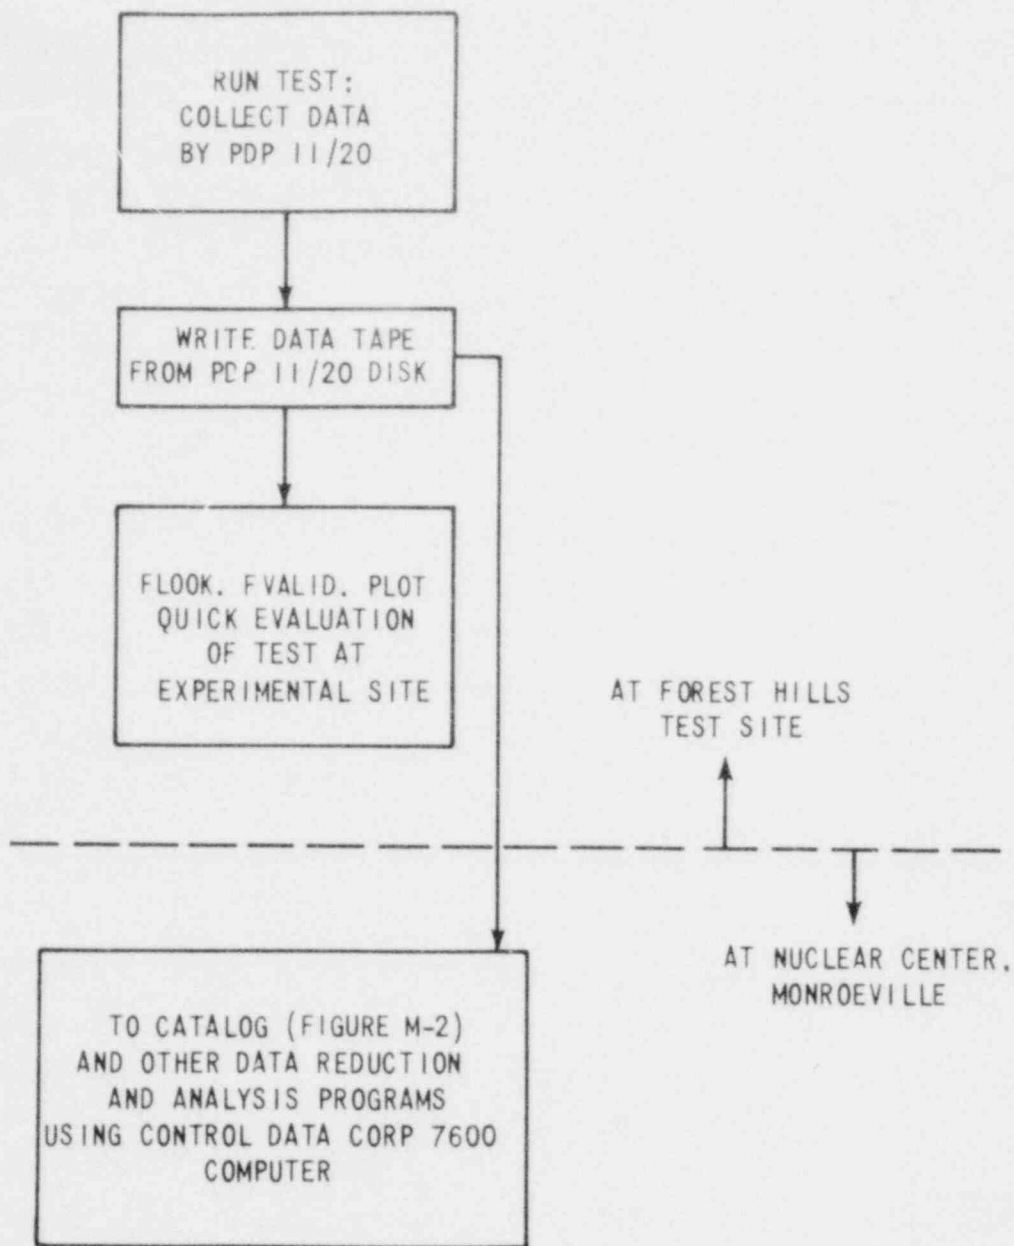 RUN TEST:
COLLECT DATA
BY PDP 11/20
WRITE DATA TAPE
FROM PDP 11/20 DISK
FLOOK, FVALID, PLOT
QUICK EVALUATION
OF TEST AT
EXPERIMENTAL SITE
AT FOREST HILLS
TEST SITE
AT NUCLEAR CENTER,
MONROEVILLE
TO CATALOG (FIGURE M-2)
AND OTHER DATA REDUCTION
AND ANALYSIS PROGRAMS
USING CONTROL DATA CORP 7600
COMPUTER